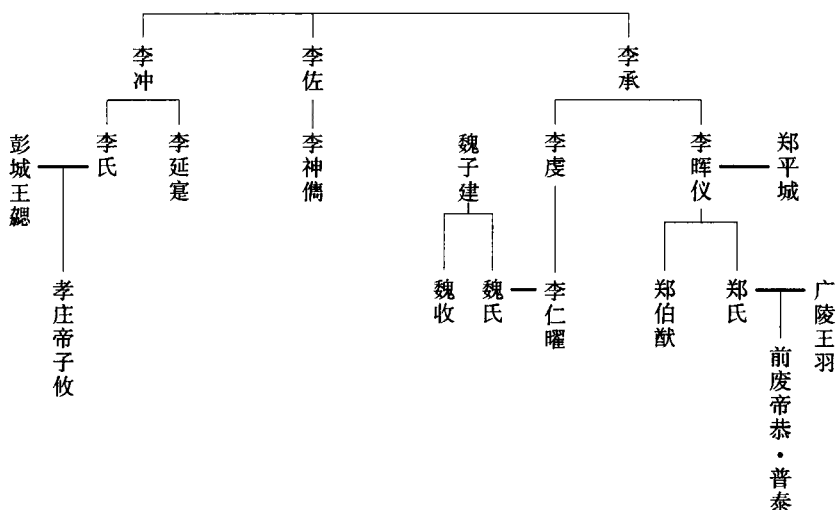 李冲
李佐
李承
彭城王勰
李氏
李延寔
李神儁
魏子建
李虔
李晖仪
郑平城
孝庄帝子攸
魏收
魏氏
李仁曜
郑伯猷
郑氏
广陵王羽
前废帝恭·普泰